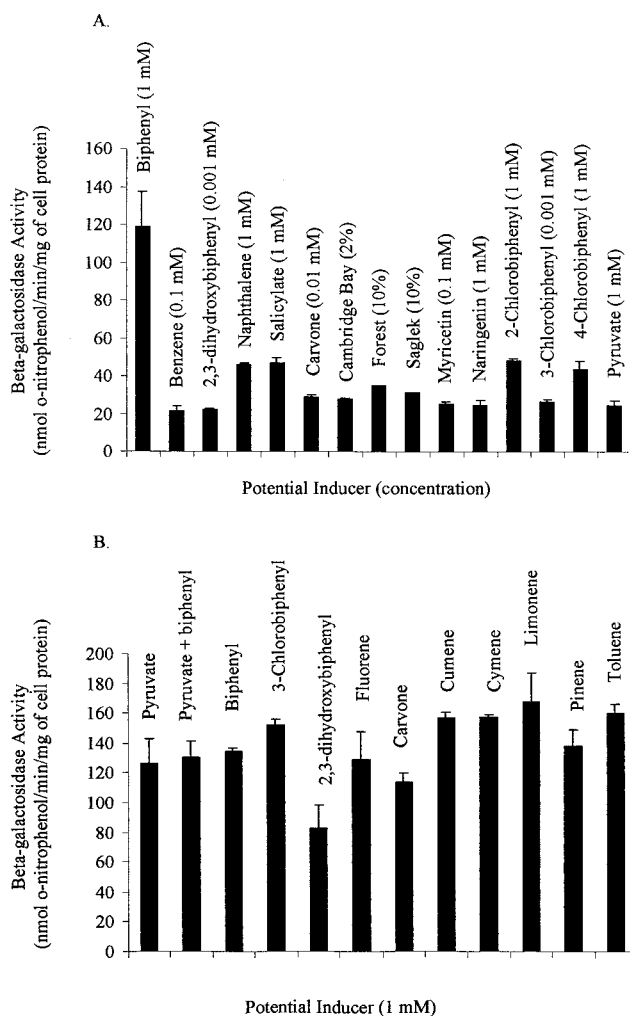 A.
Beta-galactosidase Activity
(nmol o-nitrophenol/min/mg of cell protein)
160
140
120
100
80
60
40
20
0
Biphenyl (1 mM)
Benzene (0.1 mM)
2,3-dihydroxybiphenyl (0.001 mM)
Naphthalene (1 mM)
Salicylate (1 mM)
Carvone (0.01 mM)
Cambridge Bay (2%)
Forest (10%)
Saglek (10%)
Myricetin (0.1 mM)
Naringenin (1 mM)
2-Chlorobiphenyl (1 mM)
3-Chlorobiphenyl (0.001 mM)
4-Chlorobiphenyl (1 mM)
Pyruvate (1 mM)
Potential Inducer (concentration)
B.
Beta-galactosidase Activity
(nmol o-nitrophenol/min/mg of cell protein)
200
180
160
140
120
100
80
60
40
20
0
Pyruvate
Pyruvate + biphenyl
Biphenyl
3-Chlorobiphenyl
2,3-dihydroxybiphenyl
Fluorene
Carvone
Cumene
Cymene
Limonene
Pinene
Toluene
Potential Inducer (1 mM)